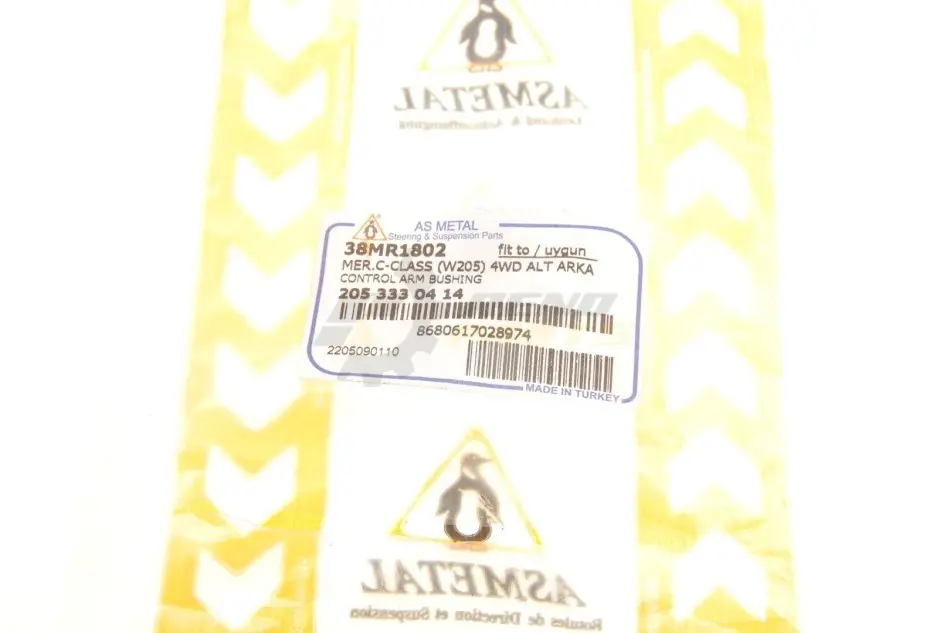 ASMETAL
AS METAL
Steering & Suspension Parts
38MR1802 fit to / uygun
MER.C-CLASS (W205) 4WD ALT ARKA
CONTROL ARM BUSHING
205 333 04 14
8680617028974
2205090110
MADE IN TURKEY
ASMETAL
Rotules de Direction et Suspension